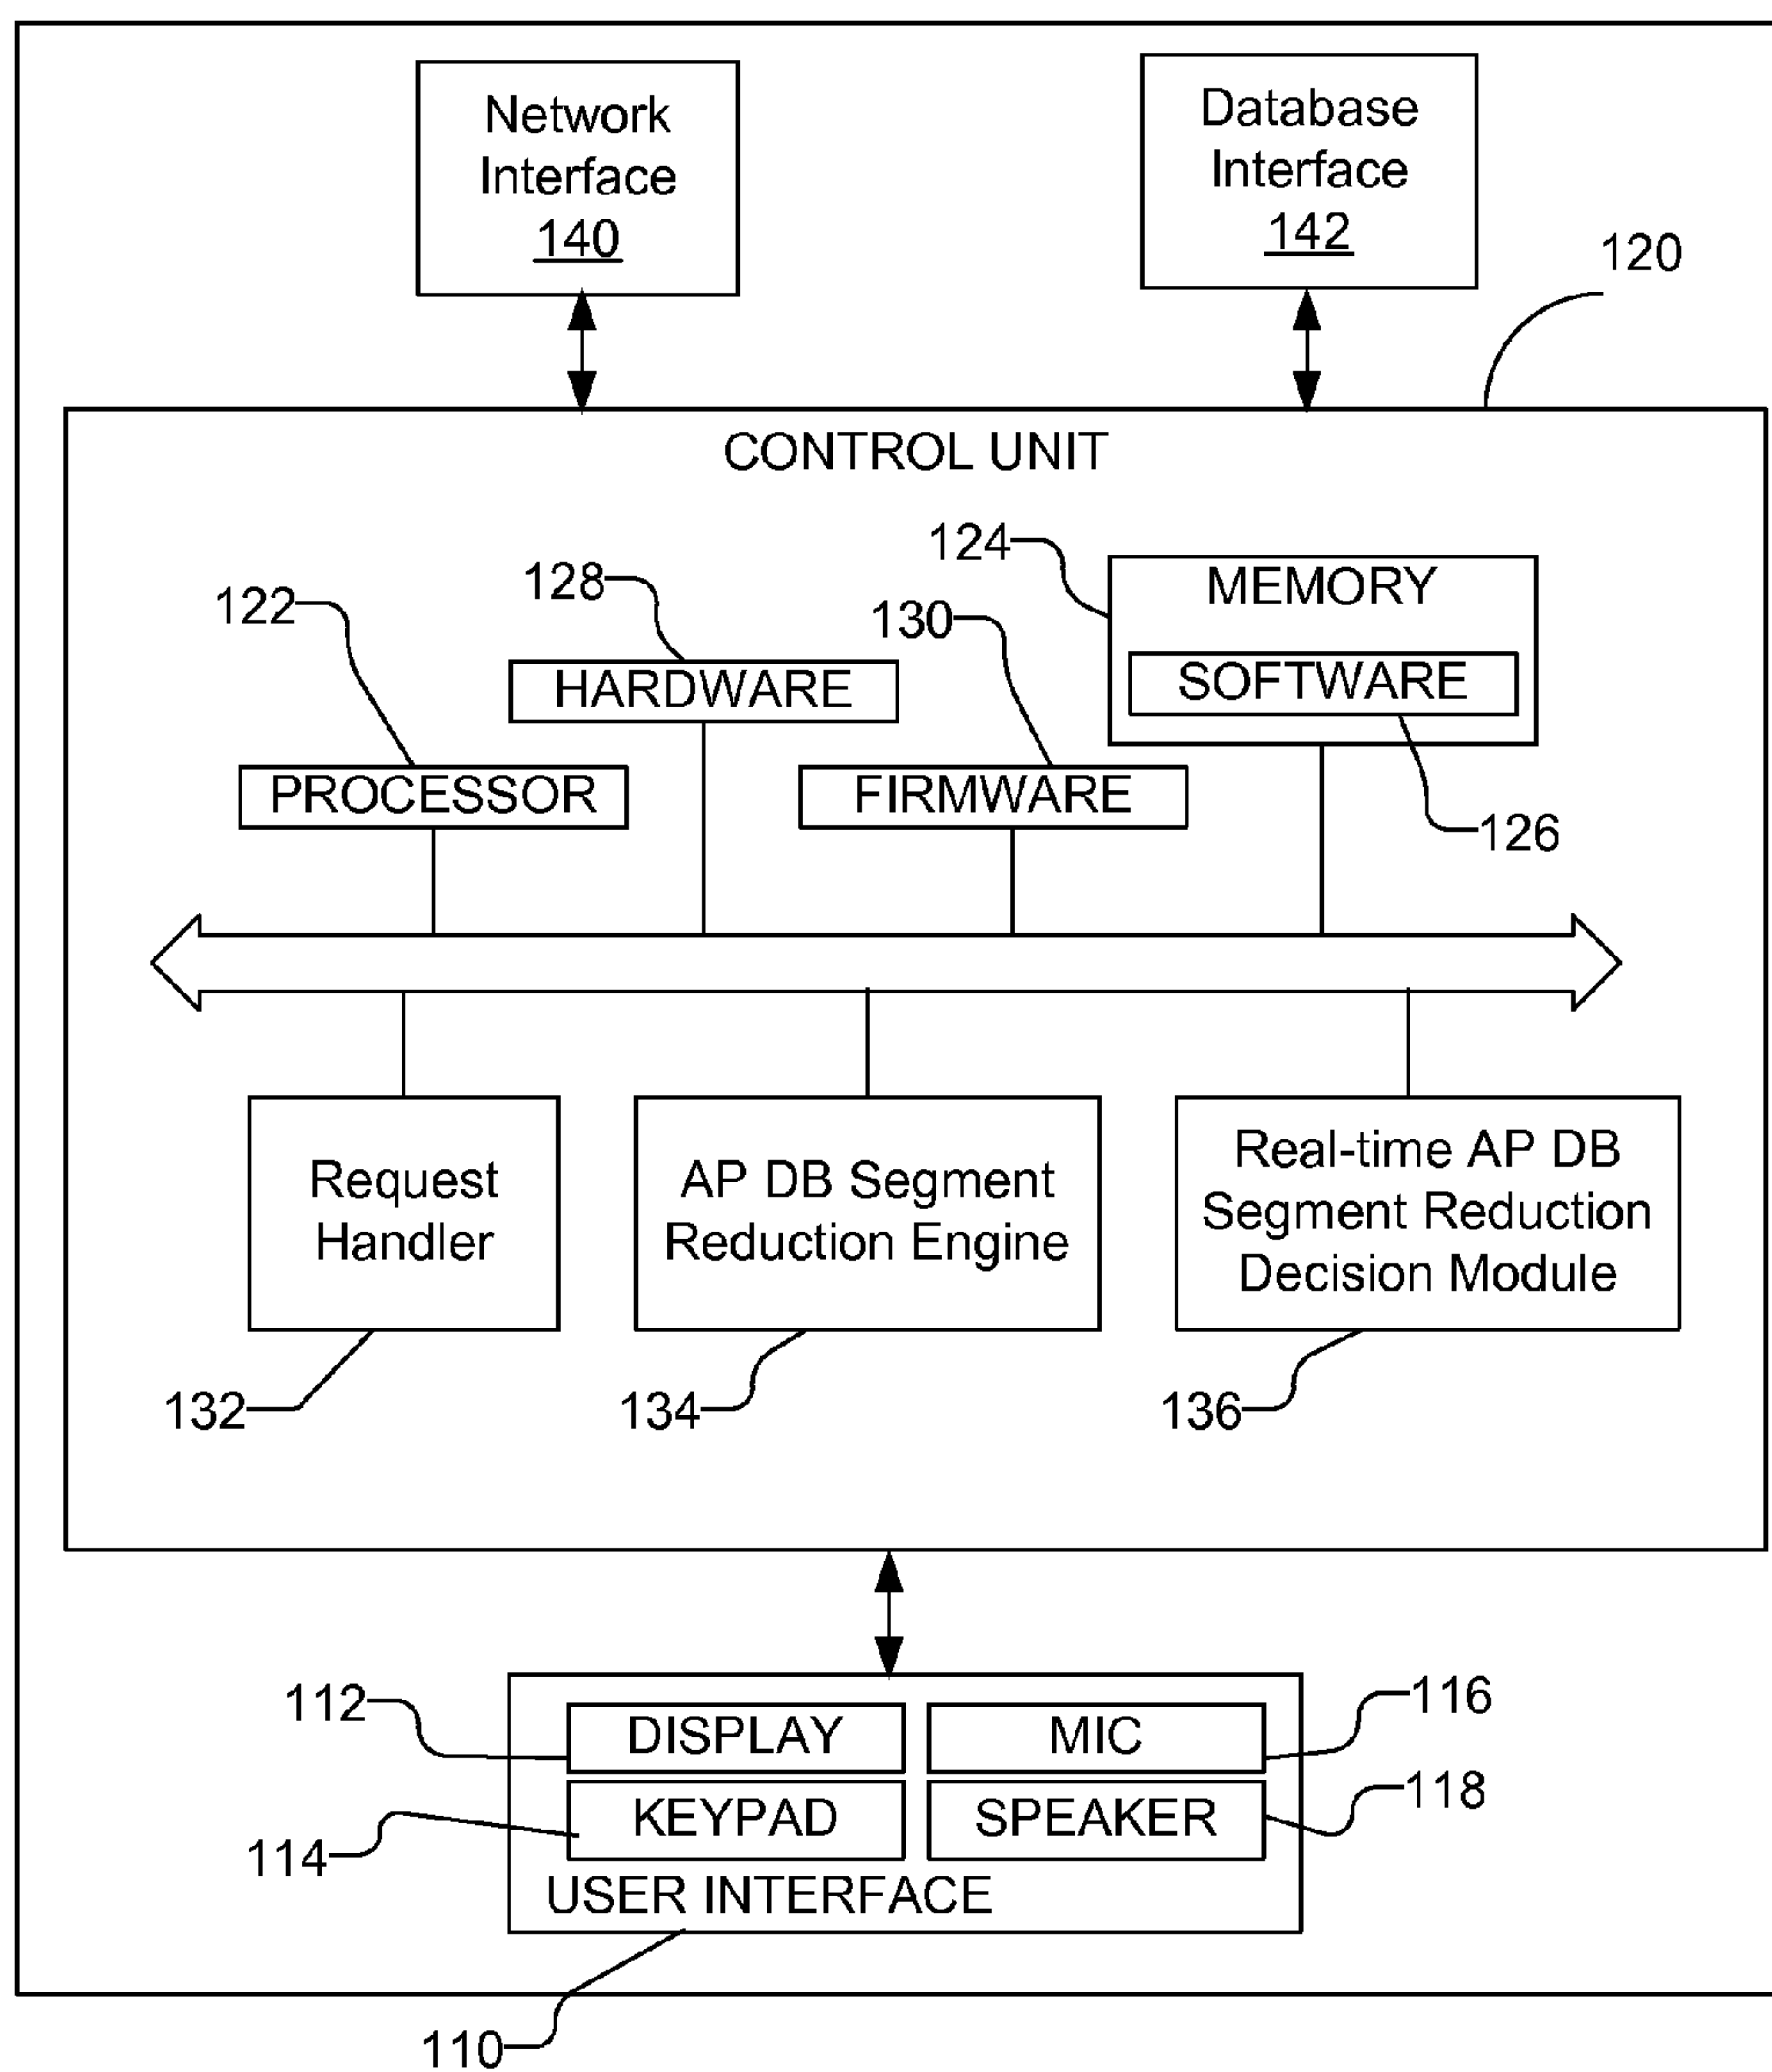 Network
Interface
140
Database
Interface
142
120
CONTROL UNIT
124
MEMORY
128
122
130
HARDWARE
SOFTWARE
PROCESSOR
FIRMWARE
126
Request
Handler
AP DB Segment
Reduction Engine
Real-time AP DB
Segment Reduction
Decision Module
132
134
136
112
DISPLAY
MIC
116
114
KEYPAD
SPEAKER
118
USER INTERFACE
110